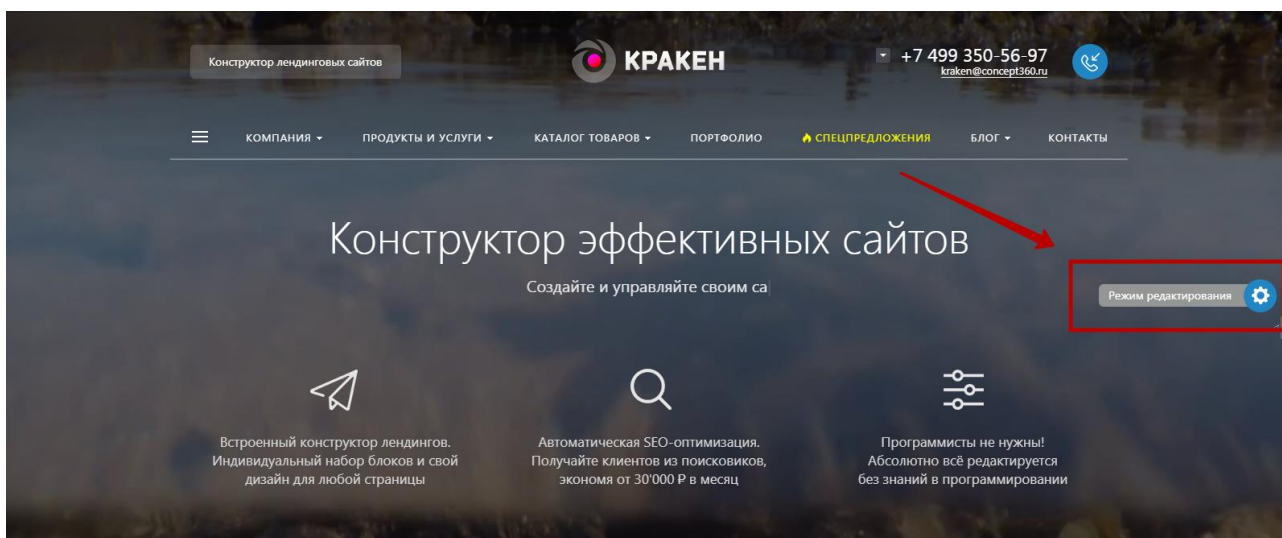 Конструктор лендинговых сайтов
КРАКЕН
+7 499 350-56-97
kraken@concept360.ru
КОМПАНИЯ ПРОДУКТЫ И УСЛУГИ КАТАЛОГ ТОВАРОВ ПОРТФОЛИО СПЕЦПРЕДЛОЖЕНИЯ БЛОГ КОНТАКТЫ
Конструктор эффективных сайтов
Создайте и управляйте своим са
Режим редактирования
Встроенный конструктор лендингов.
Индивидуальный набор блоков и свой
дизайн для любой страницы
Автоматическая SEO-оптимизация.
Получайте клиентов из поисковиков,
экономя от 30'000 ₽ в месяц
Программисты не нужны!
Абсолютно всё редактируется
без знаний в программировании